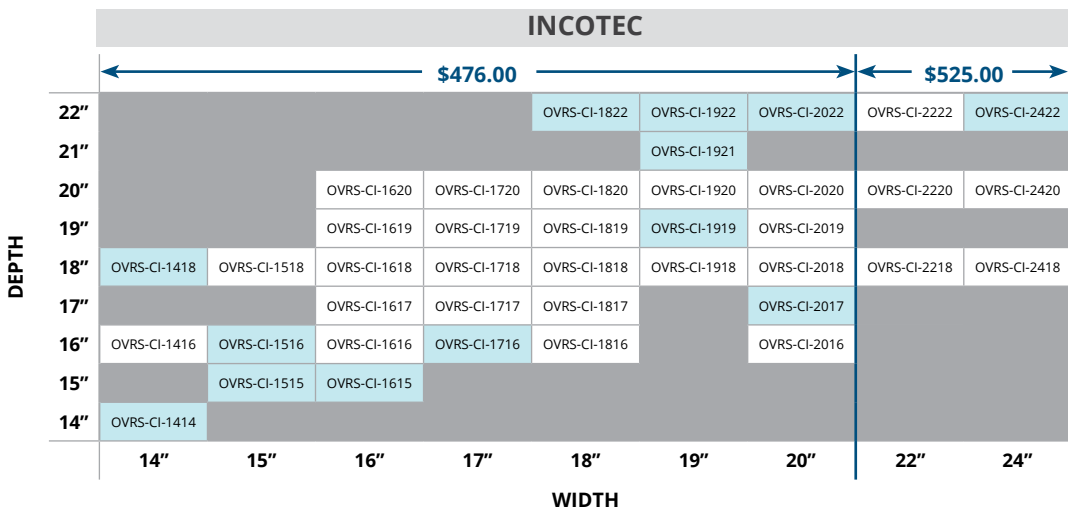 INCOTEC
$476.00 $525.00
22” OVRS-CI-1822 OVRS-CI-1922 OVRS-CI-2022 OVRS-CI-2222 OVRS-CI-2422
21” OVRS-CI-1921
20” OVRS-CI-1620 OVRS-CI-1720 OVRS-CI-1820 OVRS-CI-1920 OVRS-CI-2020 OVRS-CI-2220 OVRS-CI-2420
19” OVRS-CI-1619 OVRS-CI-1719 OVRS-CI-1819 OVRS-CI-1919 OVRS-CI-2019
DEPTH
18” OVRS-CI-1418 OVRS-CI-1518 OVRS-CI-1618 OVRS-CI-1718 OVRS-CI-1818 OVRS-CI-1918 OVRS-CI-2018 OVRS-CI-2218 OVRS-CI-2418
17” OVRS-CI-1617 OVRS-CI-1717 OVRS-CI-1817 OVRS-CI-2017
16” OVRS-CI-1416 OVRS-CI-1516 OVRS-CI-1616 OVRS-CI-1716 OVRS-CI-1816 OVRS-CI-2016
15” OVRS-CI-1515 OVRS-CI-1615
14” OVRS-CI-1414
14” 15” 16” 17” 18” 19” 20” 22” 24”
WIDTH